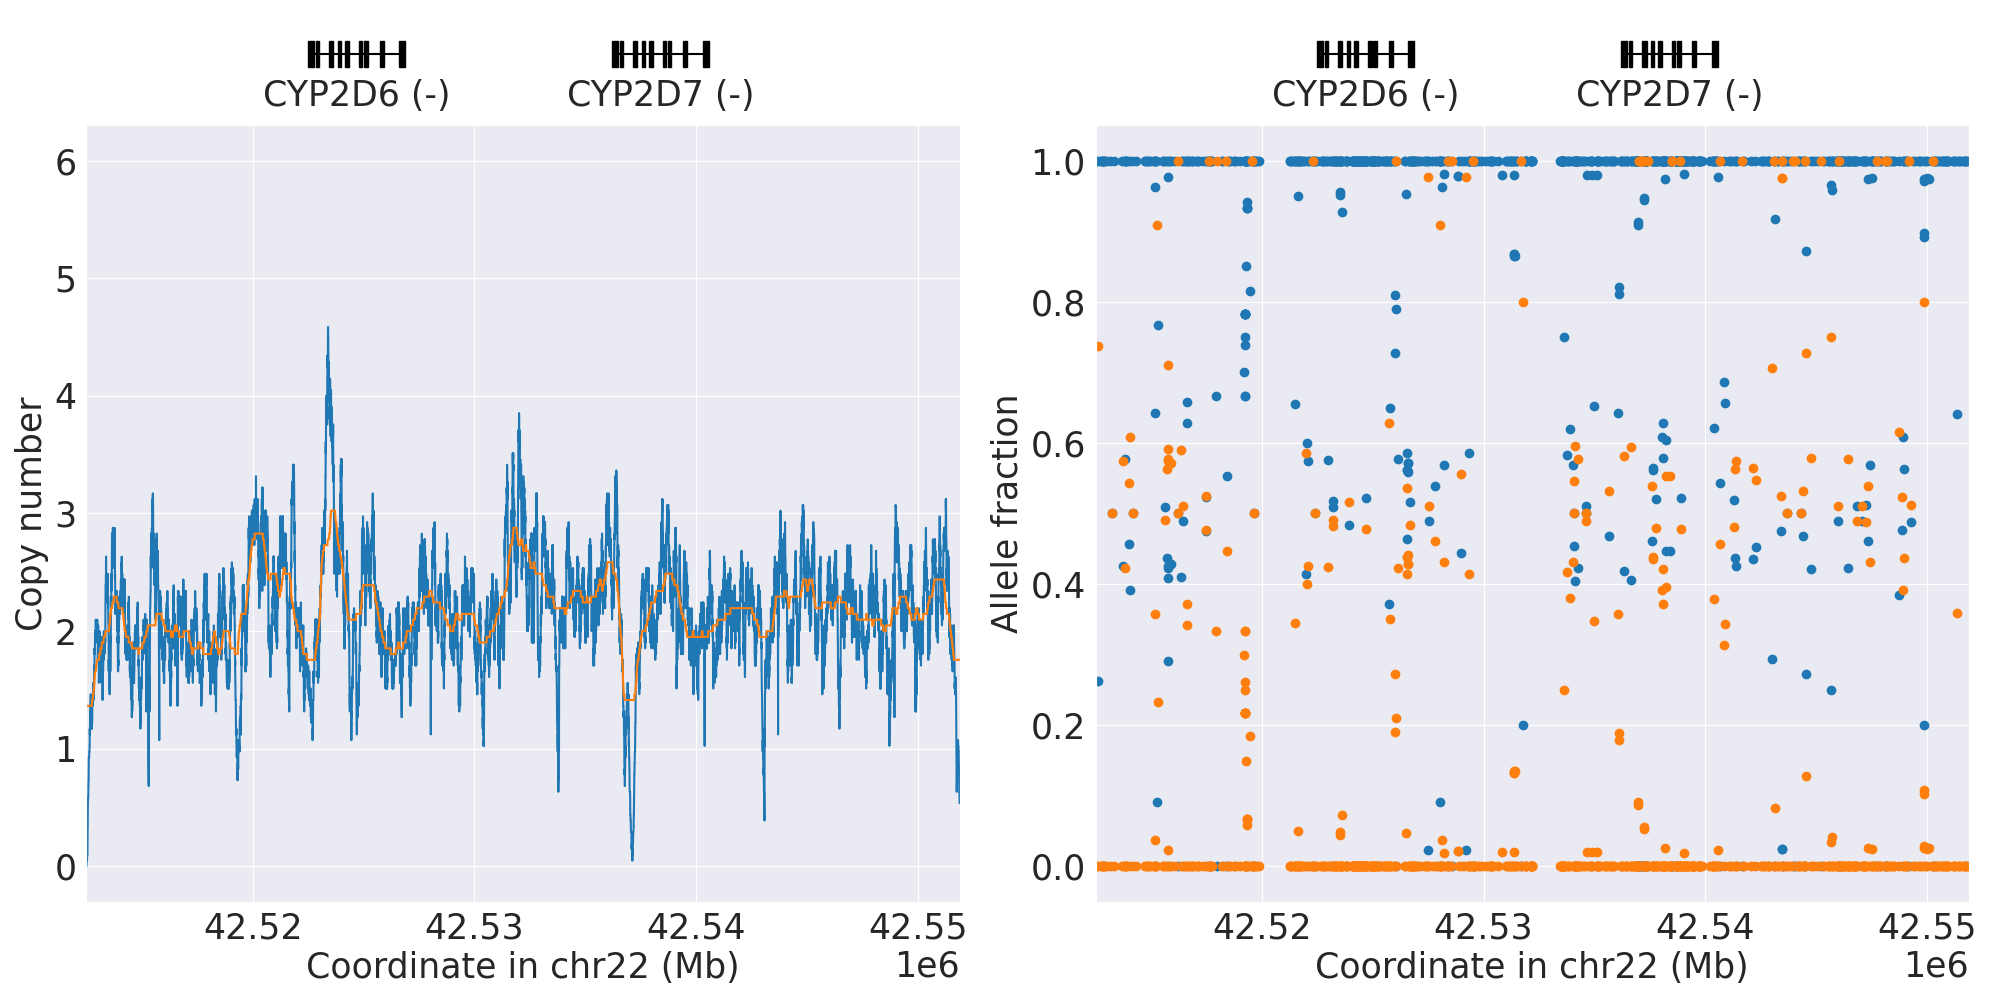 CYP2D6 (-) CYP2D7 (-)
6
5
4
3
2
1
0
Copy number
42.52 42.53 42.54 42.55
Coordinate in chr22 (Mb)
1e6
CYP2D6 (-) CYP2D7 (-)
1.0
0.8
0.6
0.4
0.2
0.0
Allele fraction
42.52 42.53 42.54 42.55
Coordinate in chr22 (Mb)
1e6